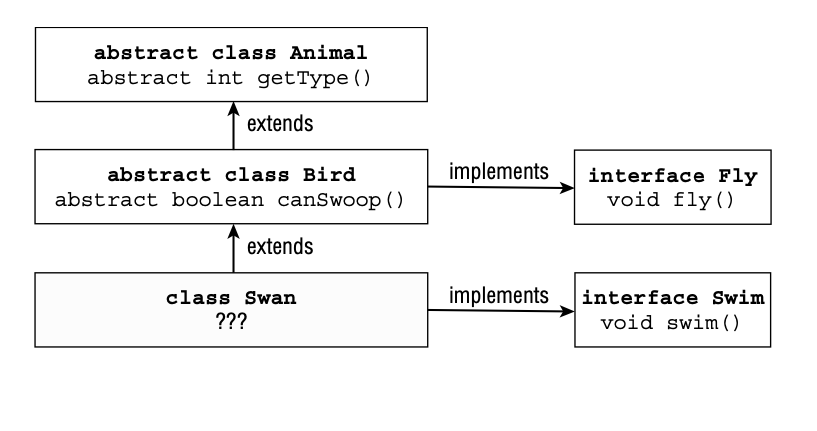 abstract class Animal
abstract int getType()
extends
abstract class Bird
abstract boolean canSwoop()
implements
interface Fly
void fly()
extends
class Swan
???
implements
interface Swim
void swim()